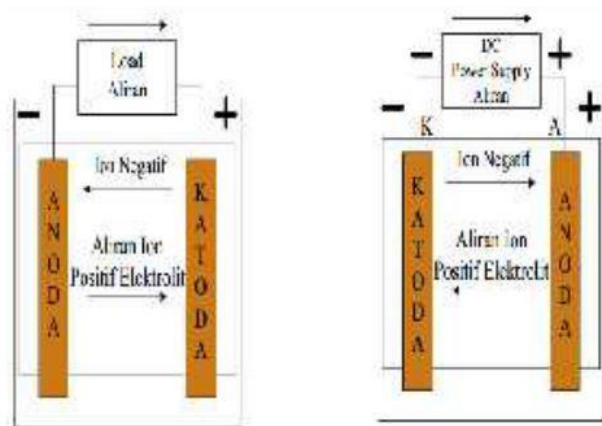 Load
Aliran
-
+
Ion Negatif
ANODA
KATODA
Aliran Ion
Positif Elektrolit
DC
- Power Supply +
Aliran
-
+
K
A
Ion Negatif
KATODA
ANODA
Aliran Ion
Positif Elektrolit